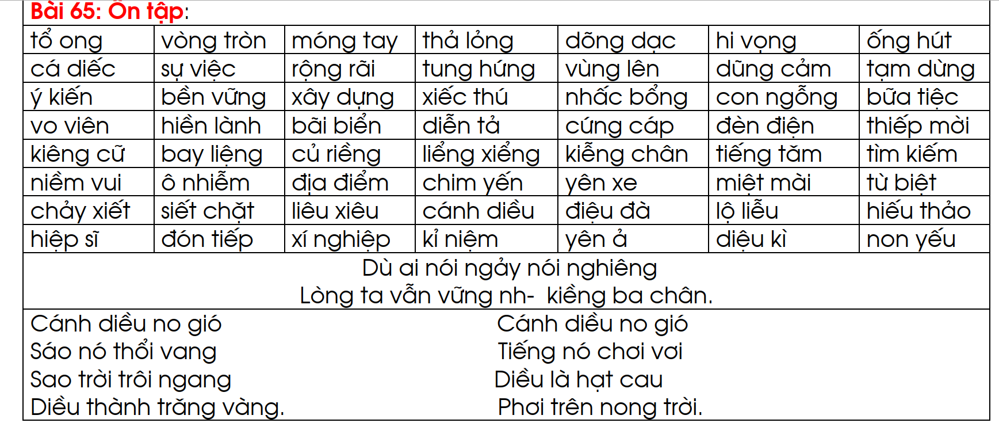 Bài 65: Ôn tập:
tổ ong vòng tròn móng tay thả lỏng dõng dạc hi vọng ống hút
cá diếc sự việc rộng rãi tung hứng vùng lên dũng cảm tạm dừng
ý kiến bền vững xây dựng xiếc thú nhấc bổng con ngỗng bữa tiệc
vo viên hiền lành bãi biển diễn tả cứng cáp đèn điện thiếp mời
kiêng cữ bay liệng củ riềng liểng xiểng kiễng chân tiếng tăm tìm kiếm
niềm vui ô nhiễm địa điểm chim yến yên xe miệt mài từ biệt
chảy xiết siết chặt liêu xiêu cánh diều điệu đà lộ liễu hiếu thảo
hiệp sĩ đón tiếp xí nghiệp kỉ niệm yên ả diệu kì non yếu
Dù ai nói ngảy nói nghiêng
Lòng ta vẫn vững nh- kiềng ba chân.
Cánh diều no gió
Sáo nó thổi vang
Sao trời trôi ngang
Diều thành trăng vàng.
Cánh diều no gió
Tiếng nó chơi vơi
Diều là hạt cau
Phơi trên nong trời.